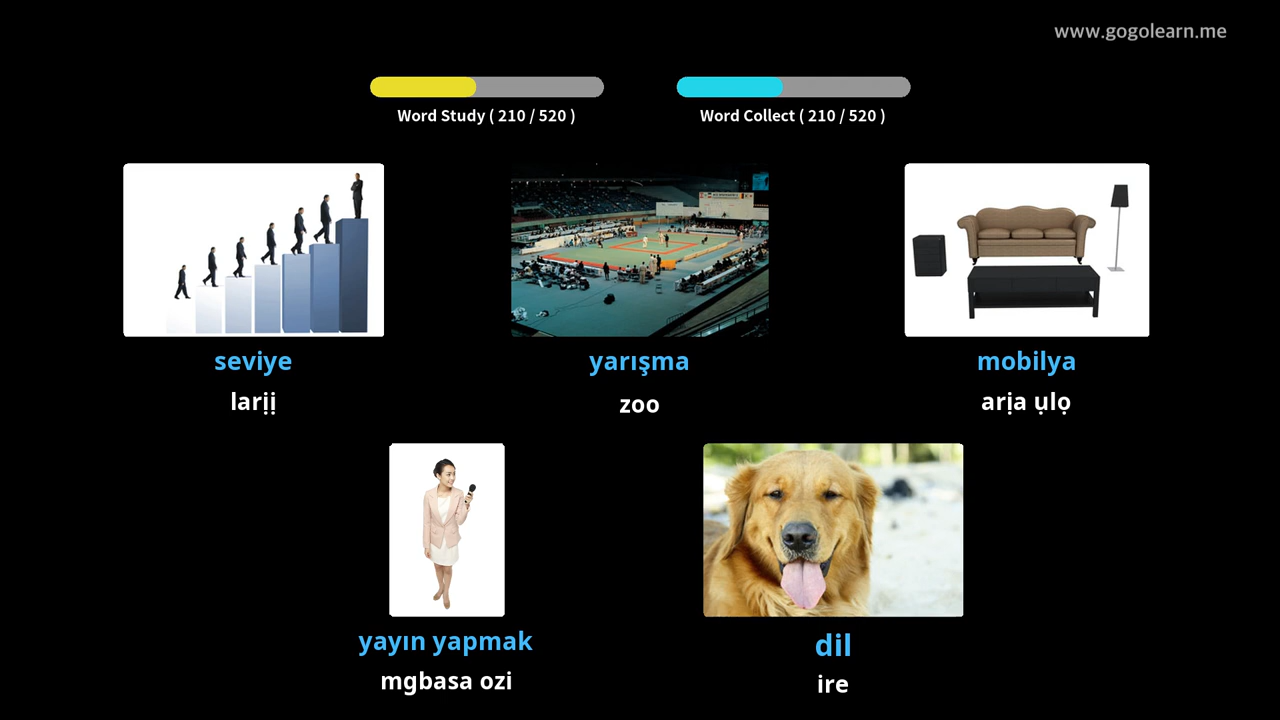 www.gogolearn.me
Word Study ( 210 / 520 )
Word Collect ( 210 / 520 )
seviye
yarışma
mobilya
larịị
zoo
arịa ụlọ
yayın yapmak
dil
mgbasa ozi
ire